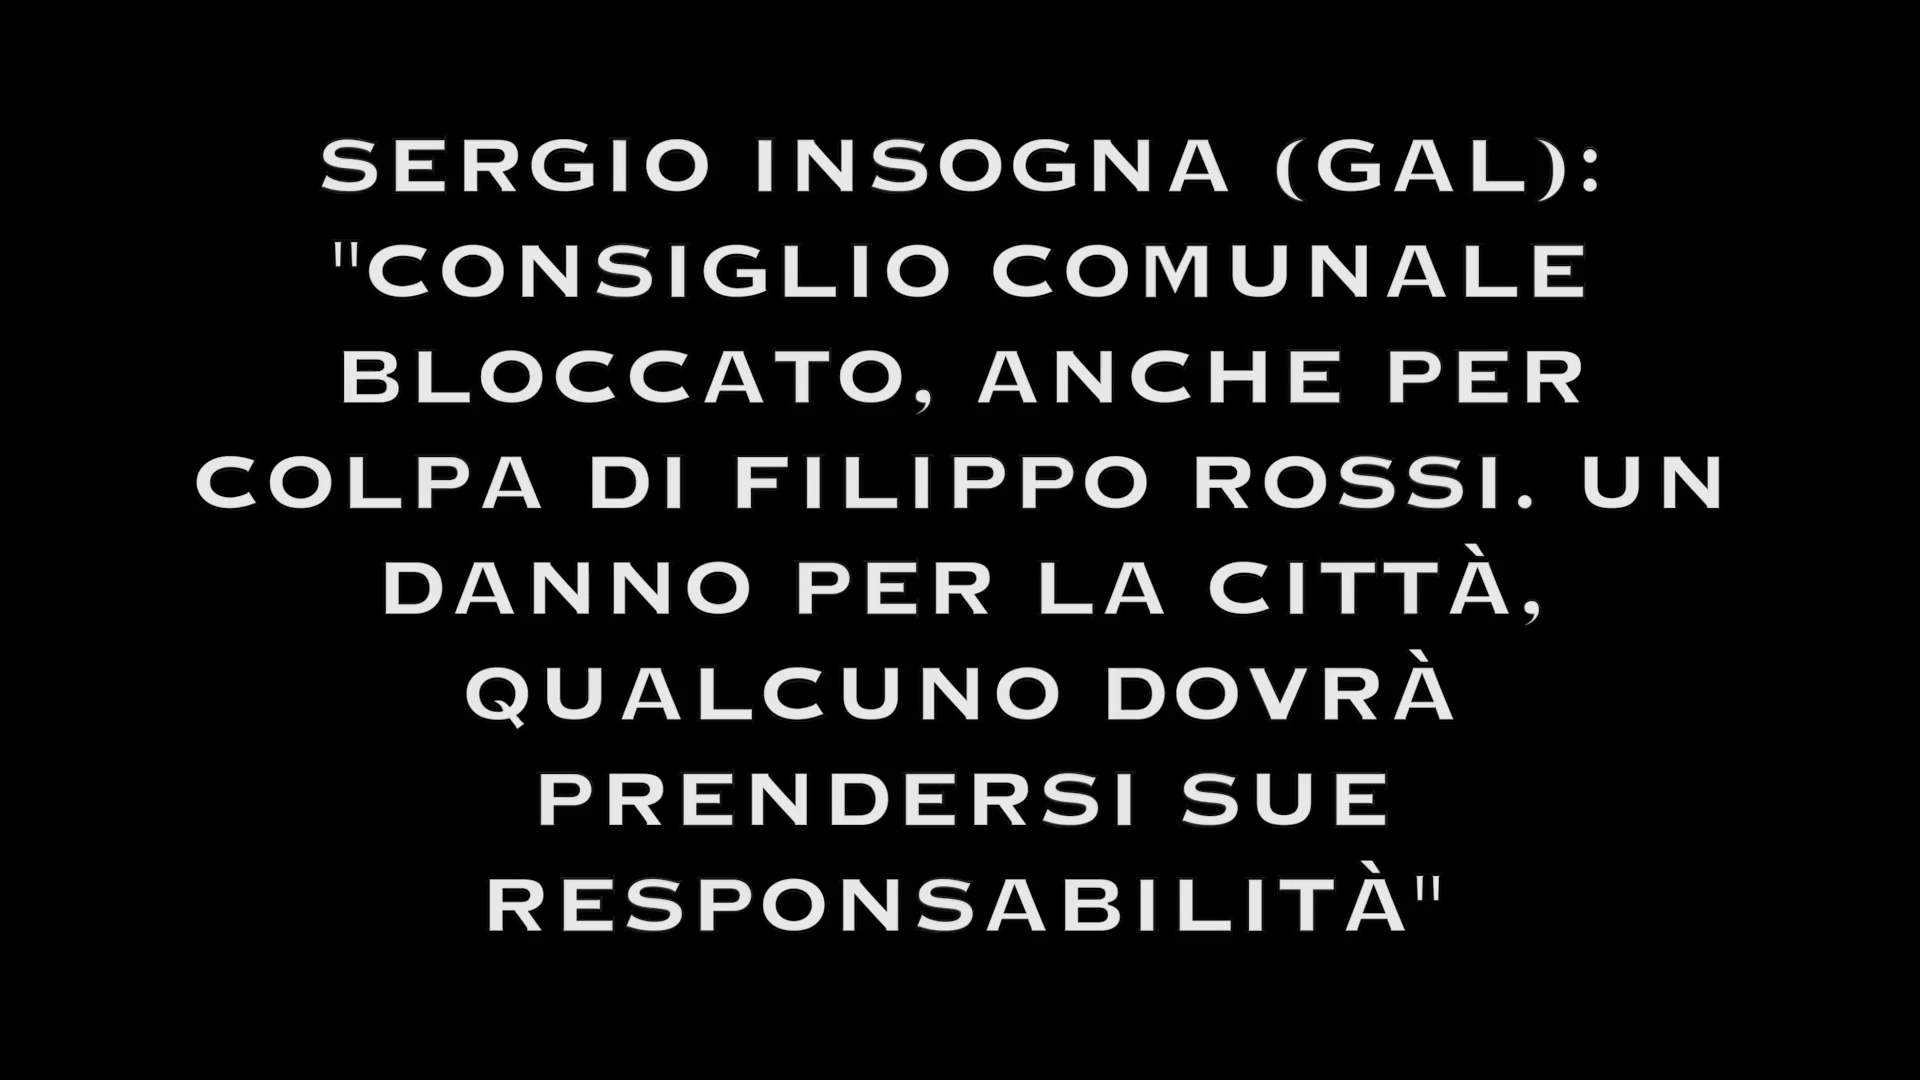 SERGIO INSOGNA (GAL):
"CONSIGLIO COMUNALE
BLOCCATO, ANCHE PER
COLPA DI FILIPPO ROSSI. UN
DANNO PER LA CITTÀ,
QUALCUNO DOVRÀ
PRENDERSI SUE
RESPONSABILITÀ"